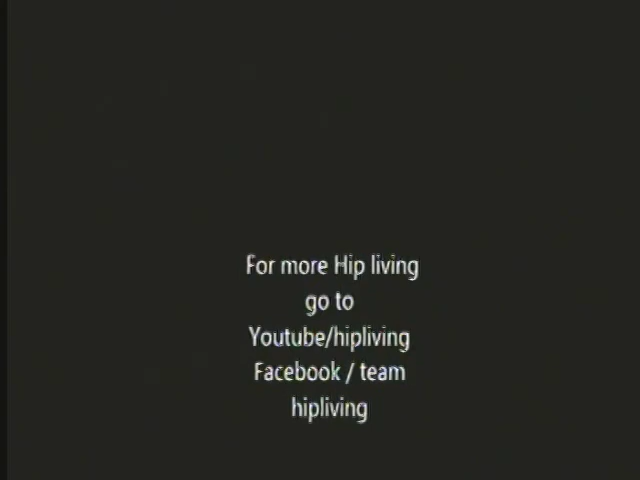 For more Hip living
go to
Youtube/hipliving
Facebook / team
hipliving